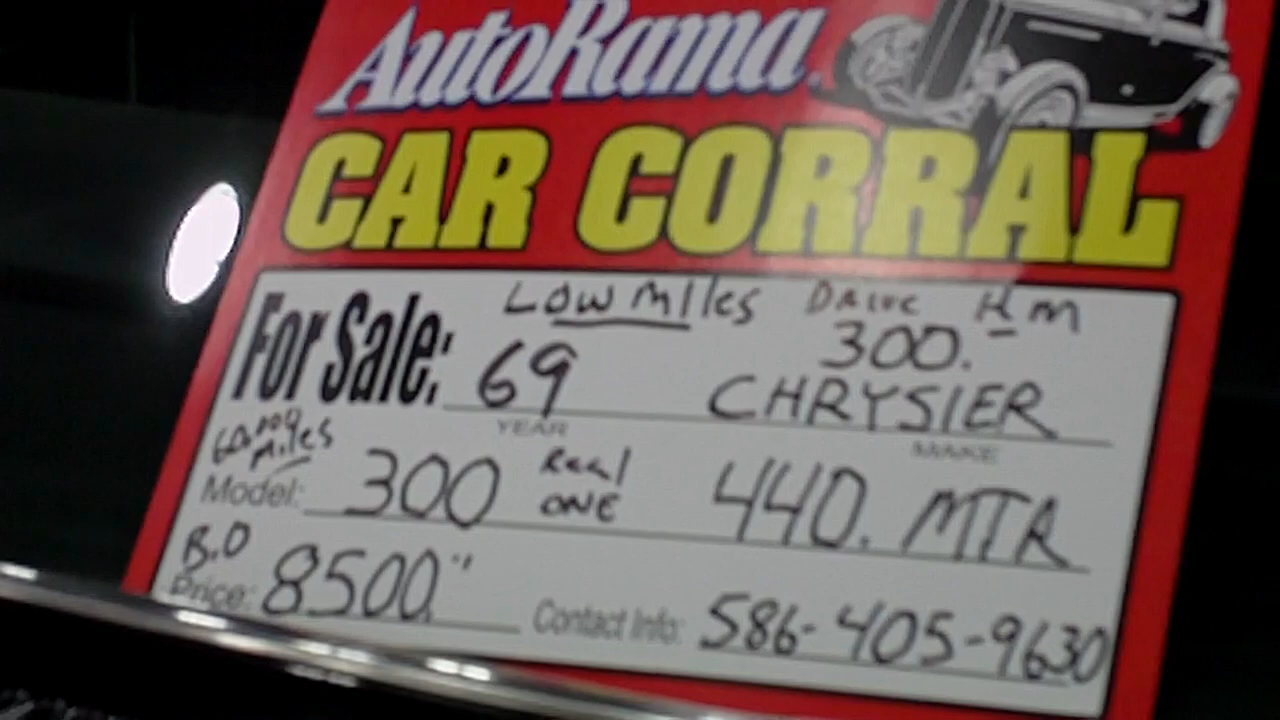 AutoRama
CAR CORRAL
LOW MIles DRIVE HM
300.
For Sale: 69 CHRYSlER
YEAR MAKE
60,000
MIles
Model: 300 Real ONE 440. MTR
B.O
Price: 8500." Contact Info: 586-405-9630